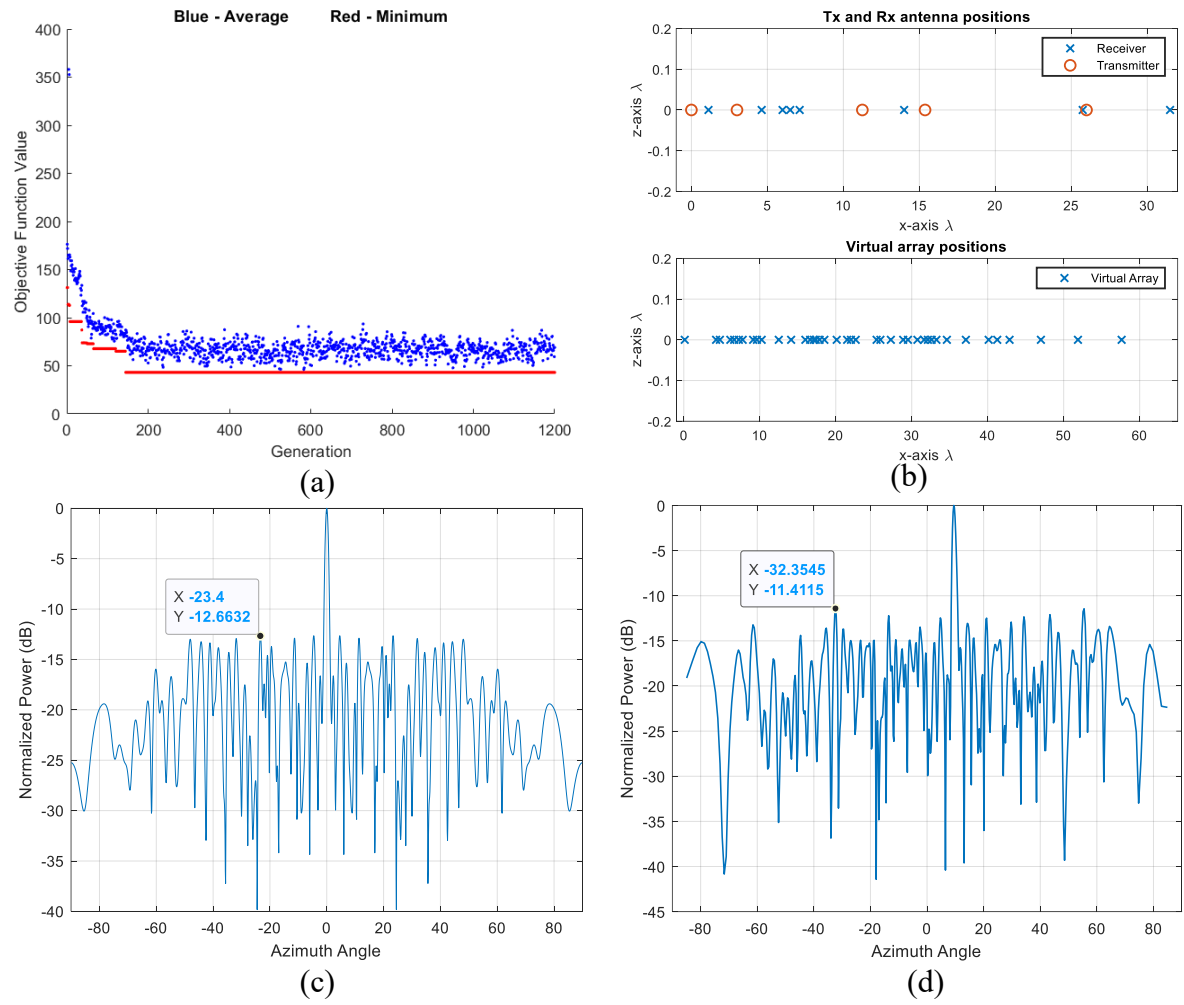 Blue - Average Red - Minimum
400
350
300
250
200
150
100
50
0
Objective Function Value
0 200 400 600 800 1000 1200
Generation
(a)
Tx and Rx antenna positions
Receiver
Transmitter
0.2
0.1
0
-0.1
-0.2
z-axis λ
0 5 10 15 20 25 30
x-axis λ
Virtual array positions
Virtual Array
0.2
0.1
0
-0.1
-0.2
z-axis λ
0 10 20 30 40 50 60
x-axis λ
(b)
0
-5
-10
-15
-20
-25
-30
-35
-40
Normalized Power (dB)
X -23.4
Y -12.6632
-80 -60 -40 -20 0 20 40 60 80
Azimuth Angle
(c)
0
-5
-10
-15
-20
-25
-30
-35
-40
-45
Normalized Power (dB)
X -32.3545
Y -11.4115
-80 -60 -40 -20 0 20 40 60 80
Azimuth Angle
(d)